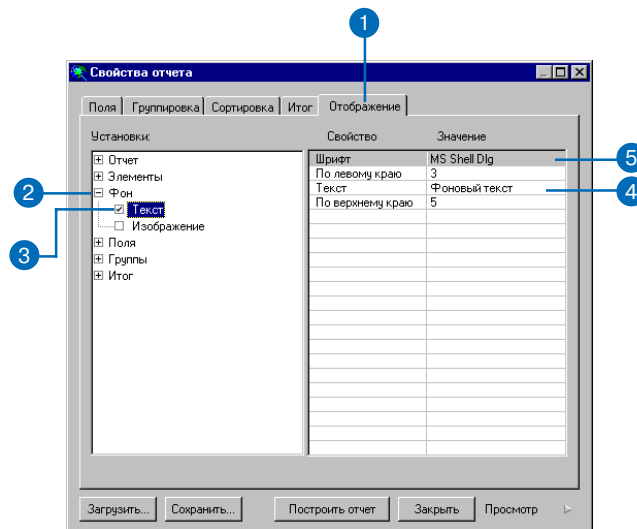 1
Свойства отчета
Поля Группировка Сортировка Итог Отображение
Установки: Свойство Значение
Отчет
Элементы
Фон
Текст
Изображение
Поля
Группы
Итог
Шрифт MS Shell Dlg
По левому краю 3
Текст Фоновый текст
По верхнему краю 5
2
3
5
4
Загрузить... Сохранить... Построить отчет Закрыть Просмотр